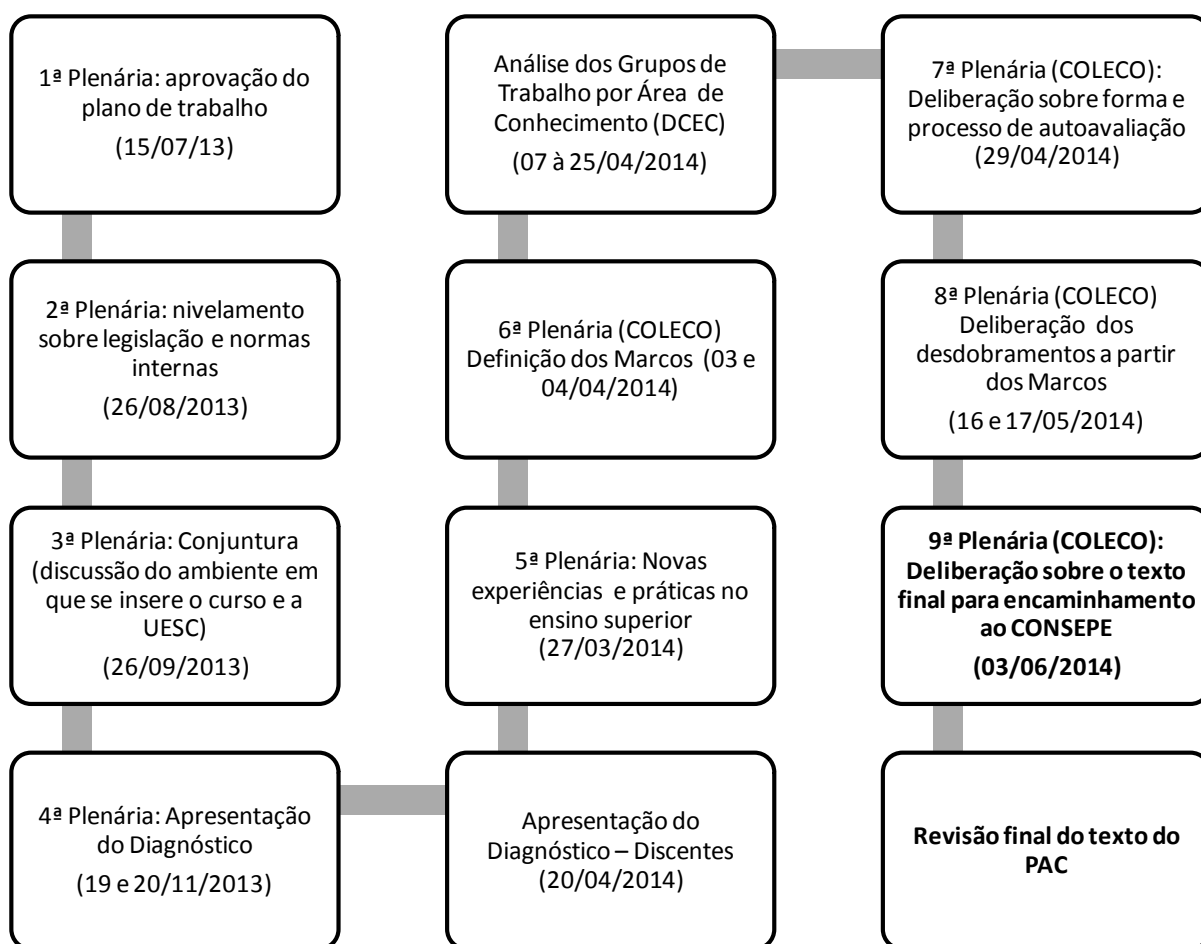 1ª Plenária: aprovação do
plano de trabalho
(15/07/13)
2ª Plenária: nivelamento
sobre legislação e normas
internas
(26/08/2013)
3ª Plenária: Conjuntura
(discussão do ambiente em
que se insere o curso e a
UESC)
(26/09/2013)
4ª Plenária: Apresentação
do Diagnóstico
(19 e 20/11/2013)
Apresentação do
Diagnóstico – Discentes
(20/04/2014)
5ª Plenária: Novas
experiências e práticas no
ensino superior
(27/03/2014)
6ª Plenária (COLECO)
Definição dos Marcos (03 e
04/04/2014)
Análise dos Grupos de
Trabalho por Área de
Conhecimento (DCEC)
(07 à 25/04/2014)
7ª Plenária (COLECO):
Deliberação sobre forma e
processo de autoavaliação
(29/04/2014)
8ª Plenária (COLECO)
Deliberação dos
desdobramentos a partir
dos Marcos
(16 e 17/05/2014)
9ª Plenária (COLECO):
Deliberação sobre o texto
final para encaminhamento
ao CONSEPE
(03/06/2014)
Revisão final do texto do
PAC